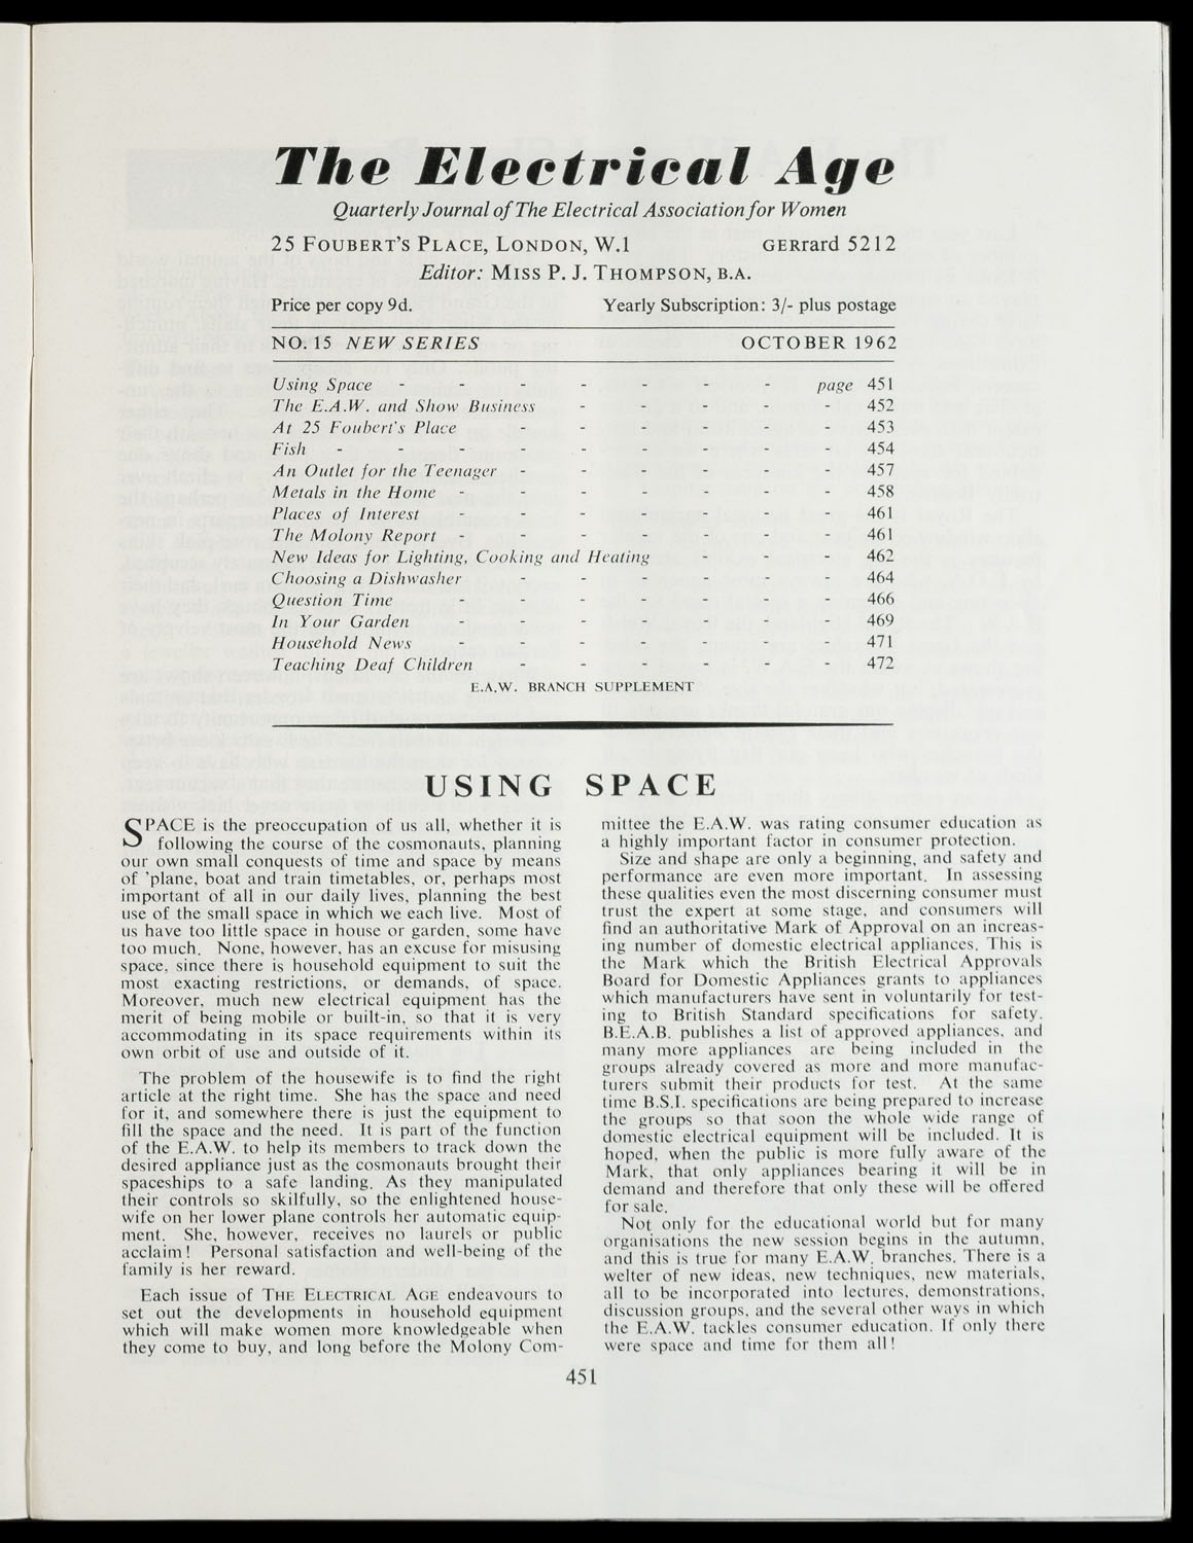 The Electrical Age
Quarterly Journal of The Electrical Association for Women
25 FOUBERT'S PLACE, LONDON, W.1 GERrard 5212
Editor: MISS P. J. THOMPSON, B.A.
Price per copy 9d. Yearly Subscription: 3/- plus postage
NO. 15 NEW SERIES OCTOBER 1962
Using Space - - - - - - - page 451
The E.A.W. and Show Business - - - - - 452
At 25 Foubert's Place - - - - - - 453
Fish - - - - - - - - - 454
An Outlet for the Teenager - - - - - - 457
Metals in the Home - - - - - - - 458
Places of Interest - - - - - - - 461
The Molony Report - - - - - - - 461
New Ideas for Lighting, Cooking and Heating - - - 462
Choosing a Dishwasher - - - - - - 464
Question Time - - - - - - - 466
In Your Garden - - - - - - - 469
Household News - - - - - - - 471
Teaching Deaf Children - - - - - - 472
E.A.W. BRANCH SUPPLEMENT
USING SPACE
SPACE is the preoccupation of us all, whether it is
following the course of the cosmonauts, planning
our own small conquests of time and space by means
of 'plane, boat and train timetables, or, perhaps most
important of all in our daily lives, planning the best
use of the small space in which we each live. Most of
us have too little space in house or garden, some have
too much. None, however, has an excuse for misusing
space, since there is household equipment to suit the
most exacting restrictions, or demands, of space.
Moreover, much new electrical equipment has the
merit of being mobile or built-in, so that it is very
accommodating in its space requirements within its
own orbit of use and outside of it.
The problem of the housewife is to find the right
article at the right time. She has the space and need
for it, and somewhere there is just the equipment to
fill the space and the need. It is part of the function
of the E.A.W. to help its members to track down the
desired appliance just as the cosmonauts brought their
spaceships to a safe landing. As they manipulated
their controls so skilfully, so the enlightened house-
wife on her lower plane controls her automatic equip-
ment. She, however, receives no laurels or public
acclaim! Personal satisfaction and well-being of the
family is her reward.
Each issue of THE ELECTRICAL AGE endeavours to
set out the developments in household equipment
which will make women more knowledgeable when
they come to buy, and long before the Molony Com-
mittee the E.A.W. was rating consumer education as
a highly important factor in consumer protection.
Size and shape are only a beginning, and safety and
performance are even more important. In assessing
these qualities even the most discerning consumer must
trust the expert at some stage, and consumers will
find an authoritative Mark of Approval on an increas-
ing number of domestic electrical appliances. This is
the Mark which the British Electrical Approvals
Board for Domestic Appliances grants to appliances
which manufacturers have sent in voluntarily for test-
ing to British Standard specifications for safety.
B.E.A.B. publishes a list of approved appliances, and
many more appliances are being included in the
groups already covered as more and more manufac-
turers submit their products for test. At the same
time B.S.I. specifications are being prepared to increase
the groups so that soon the whole wide range of
domestic electrical equipment will be included. It is
hoped, when the public is more fully aware of the
Mark, that only appliances bearing it will be in
demand and therefore that only these will be offered
for sale.
Not only for the educational world but for many
organisations the new session begins in the autumn,
and this is true for many E.A.W. branches. There is a
welter of new ideas, new techniques, new materials,
all to be incorporated into lectures, demonstrations,
discussion groups, and the several other ways in which
the E.A.W. tackles consumer education. If only there
were space and time for them all!
451